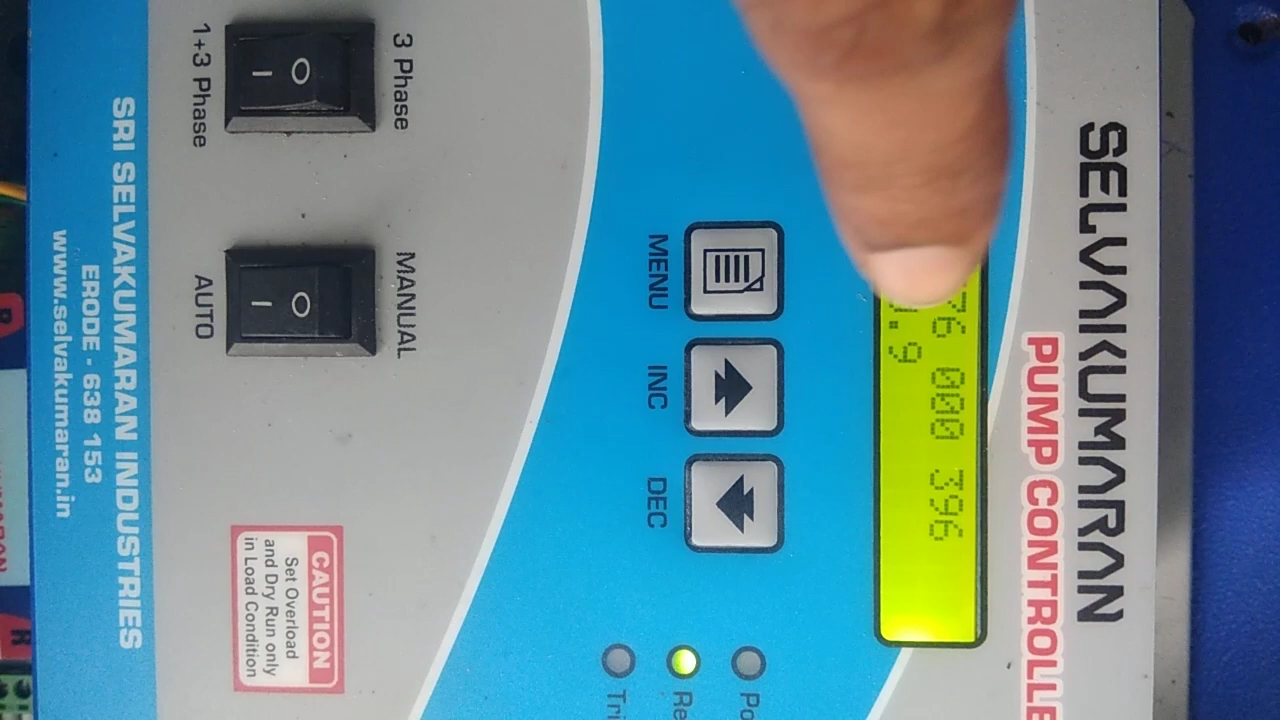 SELVAKUMARAN
PUMP CONTROLLE
76 000 396
.9
MENU
INC
DEC
3 Phase
1+3 Phase
MANUAL
AUTO
CAUTION
Set Overload
and Dry Run only
in Load Condition
SRI SELVAKUMARAN INDUSTRIES
ERODE - 638 153
www.selvakumaran.in